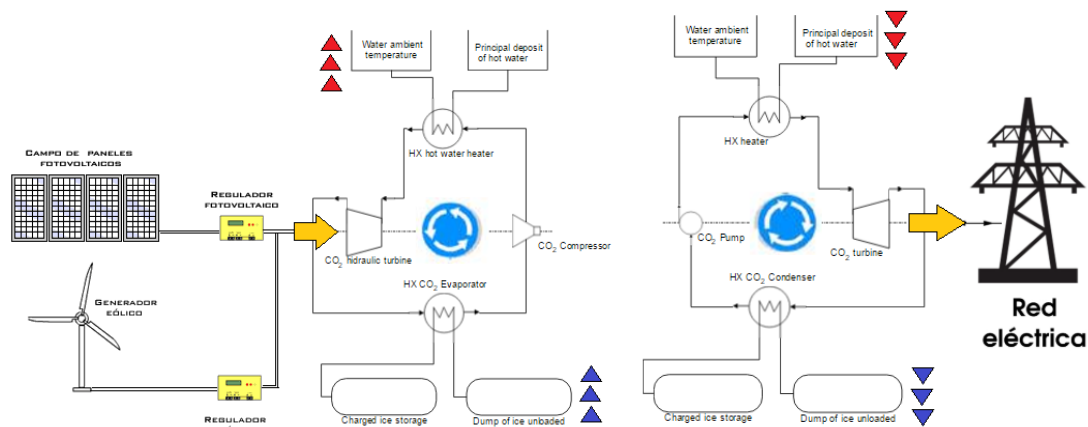 CAMPO DE PANELES
FOTOVOLTAICOS
REGULADOR
FOTOVOLTAICO
GENERADOR
EÓLICO
REGULADOR
Water ambient
temperature
Principal deposit
of hot water
HX hot water heater
CO2 hidraulic turbine
CO2 Compressor
HX CO2 Evaporator
Charged ice storage
Dump of ice unloaded
Water ambient
temperature
Principal deposit
of hot water
HX heater
CO2 Pump
CO2 turbine
HX CO2 Condenser
Charged ice storage
Dump of ice unloaded
Red
eléctrica